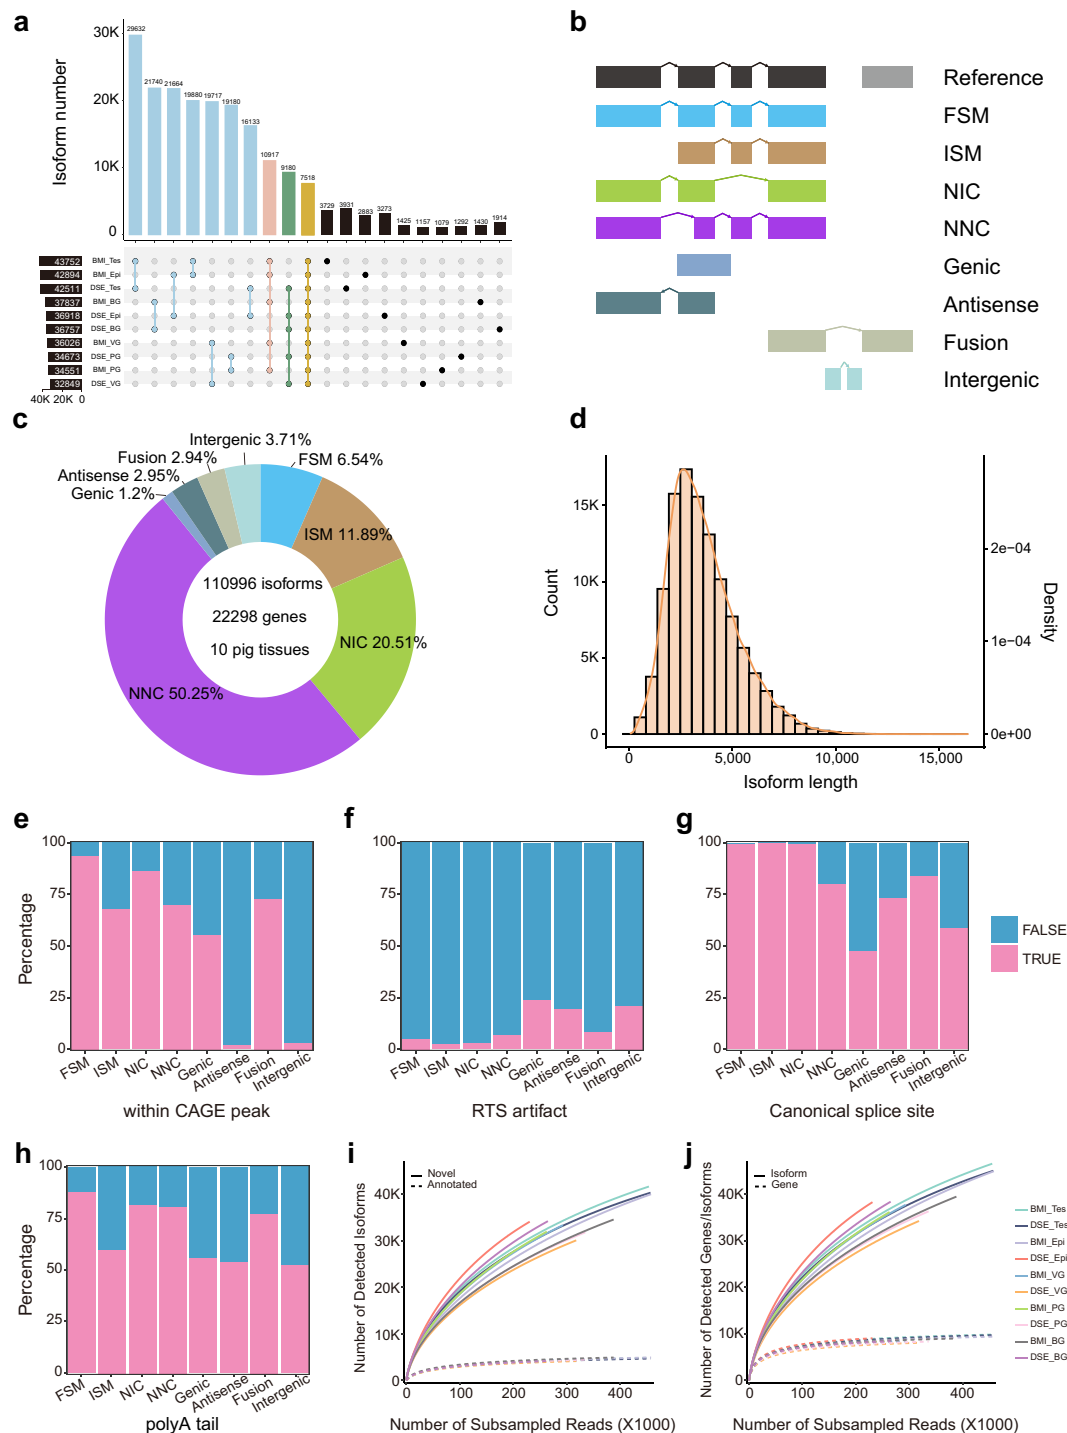 a
Isoform number
30K
20K
10K
0
29632
21740
21664
19880
19717
19180
16133
10917
9180
7518
3729
3931
2883
3273
1425
1157
1079
1292
1430
1914
43752 BMI_Tes
42894 BMI_Epi
42511 DSE_Tes
37837 BMI_BG
36918 DSE_Epi
36757 DSE_BG
36026 BMI_VG
34673 DSE_PG
34551 BMI_PG
32849 DSE_VG
40K 20K 0
b
Reference
FSM
ISM
NIC
NNC
Genic
Antisense
Fusion
Intergenic
c
Intergenic 3.71%
Fusion 2.94%
FSM 6.54%
Antisense 2.95%
Genic 1.2%
ISM 11.89%
110996 isoforms
22298 genes
NIC 20.51%
10 pig tissues
NNC 50.25%
d
Count
15K
10K
5K
0
Density
2e−04
1e−04
0e+00
0 5,000 10,000 15,000
Isoform length
e
Percentage
100
75
50
25
0
FSM ISM NIC NNC Genic Antisense Fusion Intergenic
within CAGE peak
f
100
75
50
25
0
FSM ISM NIC NNC Genic Antisense Fusion Intergenic
RTS artifact
g
100
75
50
25
0
FSM ISM NIC NNC Genic Antisense Fusion Intergenic
Canonical splice site
FALSE
TRUE
h
Percentage
100
75
50
25
0
FSM ISM NIC NNC Genic Antisense Fusion Intergenic
polyA tail
i
Novel
Annotated
Number of Detected Isoforms
40K
30K
20K
10K
0
0 100 200 300 400
Number of Subsampled Reads (X1000)
j
Isoform
Gene
Number of Detected Genes/Isoforms
40K
30K
20K
10K
0
0 100 200 300 400
Number of Subsampled Reads (X1000)
BMI_Tes
DSE_Tes
BMI_Epi
DSE_Epi
BMI_VG
DSE_VG
BMI_PG
DSE_PG
BMI_BG
DSE_BG